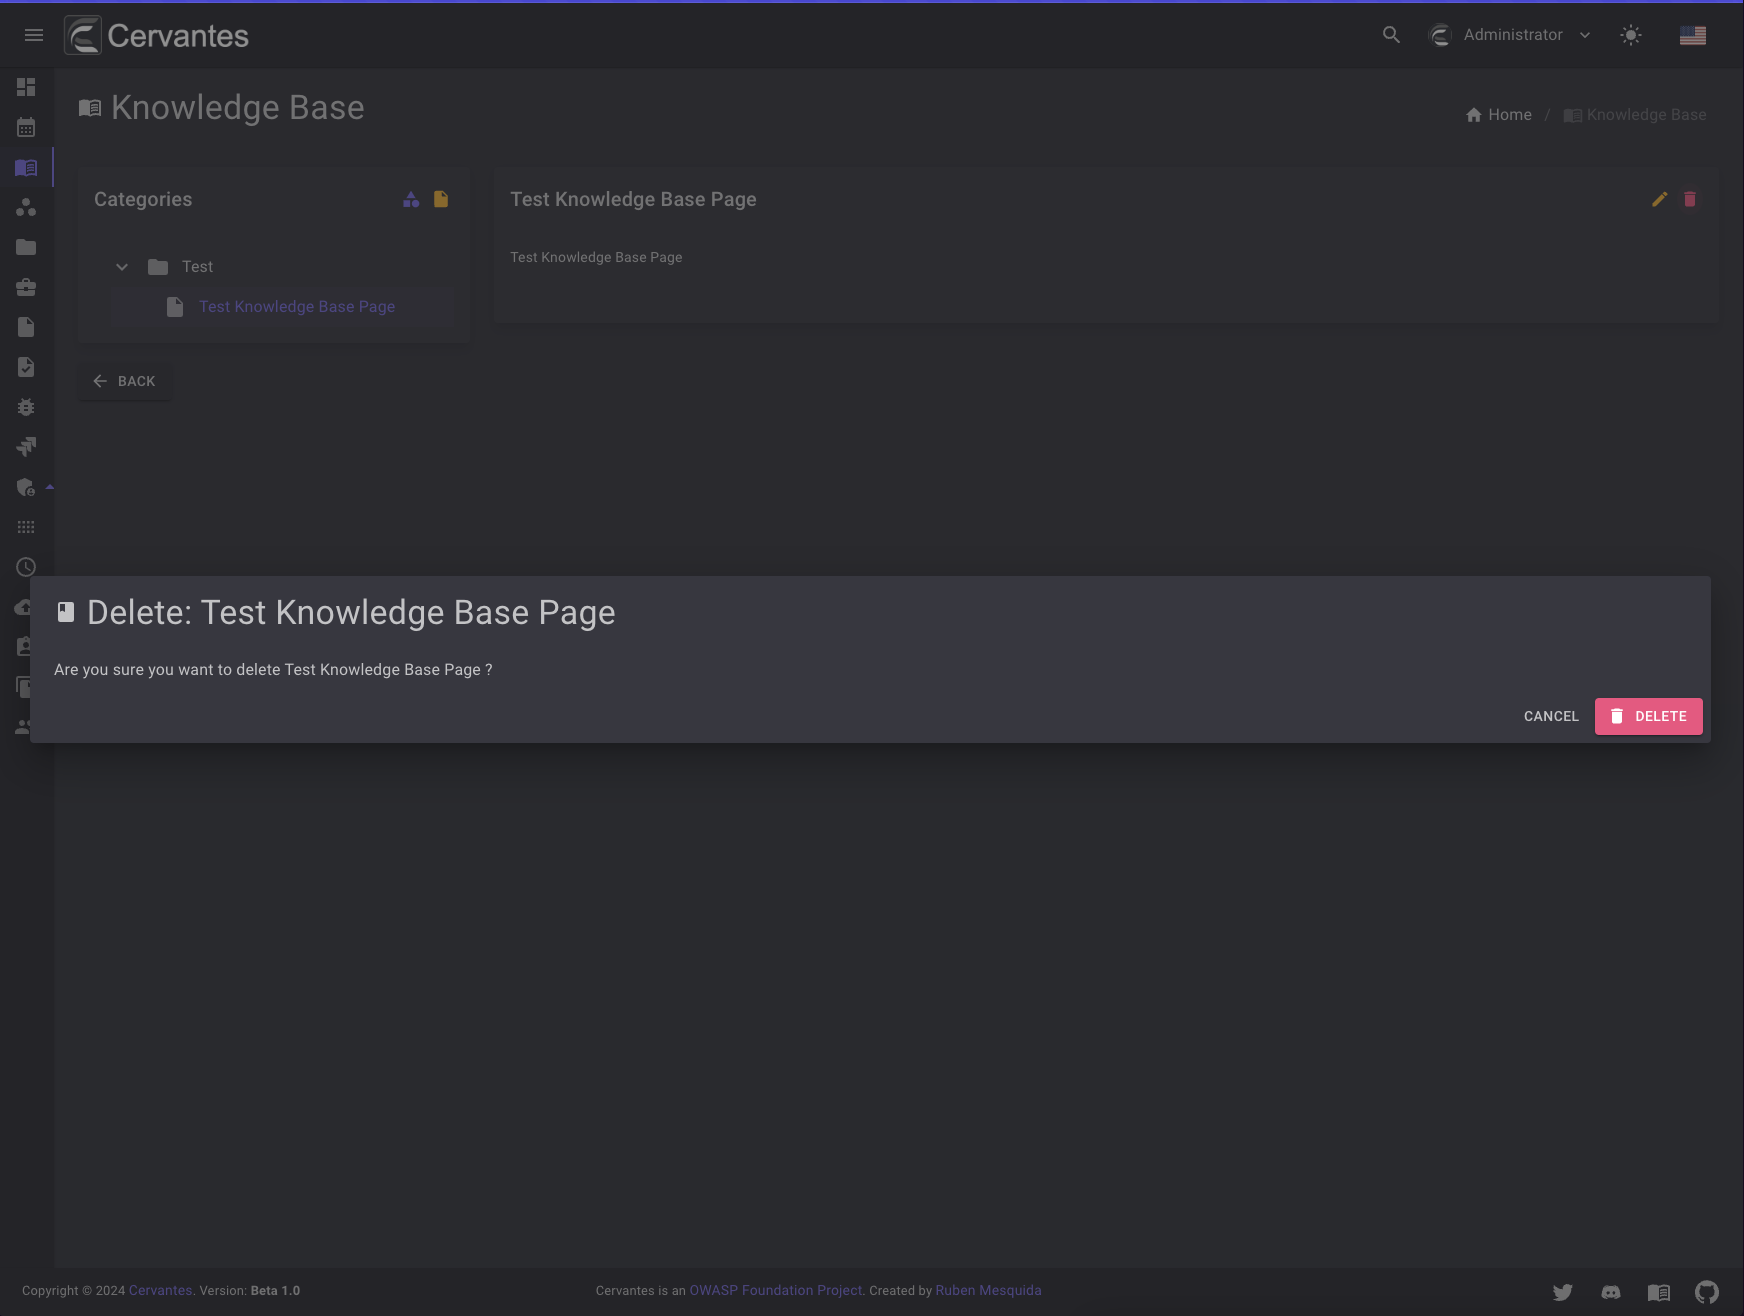 Cervantes
Administrator
Knowledge Base
Home / Knowledge Base
Categories
Test
Test Knowledge Base Page
Test Knowledge Base Page
Test Knowledge Base Page
BACK
Delete: Test Knowledge Base Page
Are you sure you want to delete Test Knowledge Base Page ?
CANCEL
DELETE
Copyright © 2024 Cervantes. Version: Beta 1.0
Cervantes is an OWASP Foundation Project. Created by Ruben Mesquida